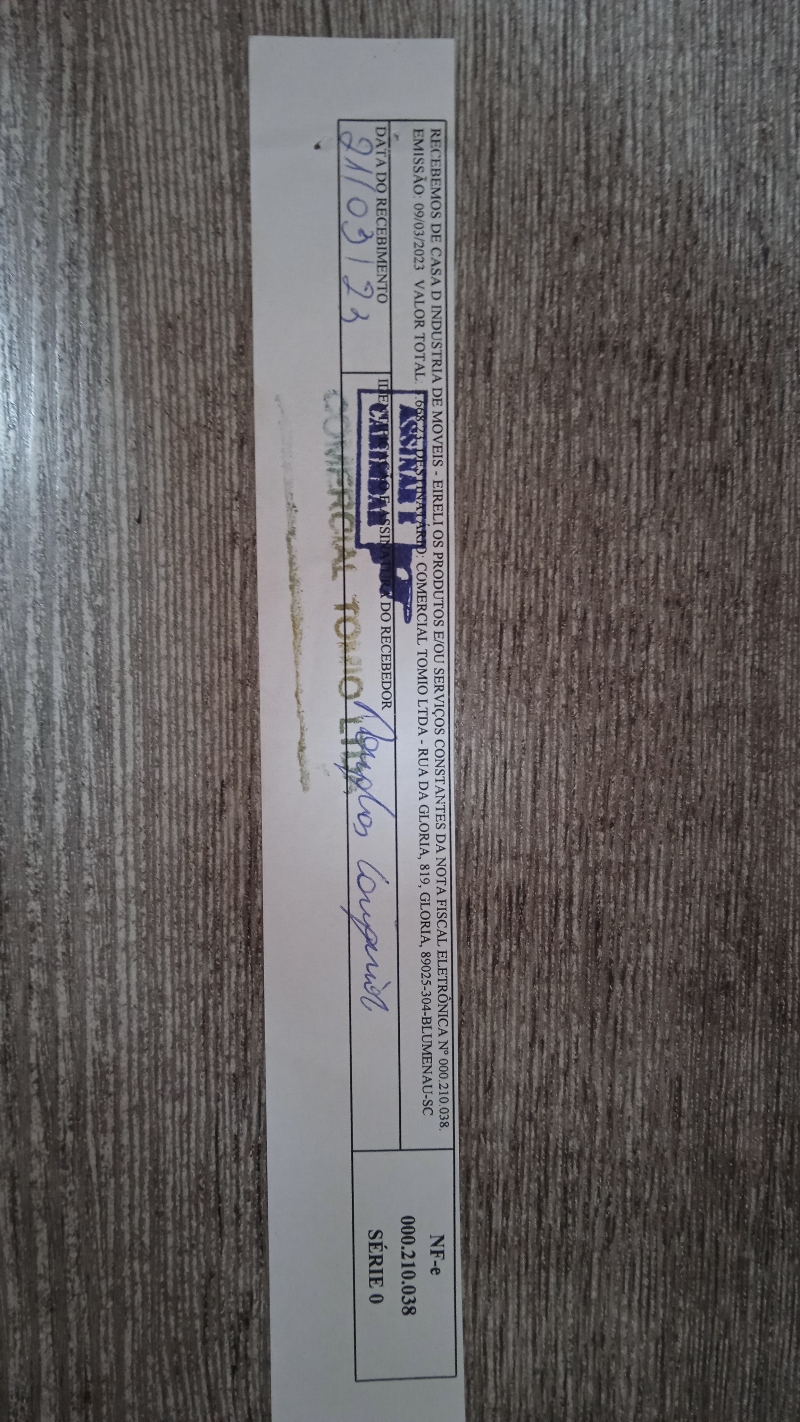 RECEBEMOS DE CASA D INDUSTRIA DE MOVEIS - EIRELI OS PRODUTOS E/OU SERVIÇOS CONSTANTES DA NOTA FISCAL ELETRÔNICA Nº 000.210.038.
EMISSÃO: 09/03/2023 VALOR TOTAL: DESTINATÁRIO: COMERCIAL TOMIO LTDA - RUA DA GLORIA, 819, GLORIA, 89025-304-BLUMENAU-SC
DATA DO RECEBIMENTO
21/03/23
IDENTIFICAÇÃO E ASSINATURA DO RECEBEDOR
ASSINAR E
CARIMBAR
COMERCIAL TOMIO LTDA
NF-e
000.210.038
SÉRIE 0